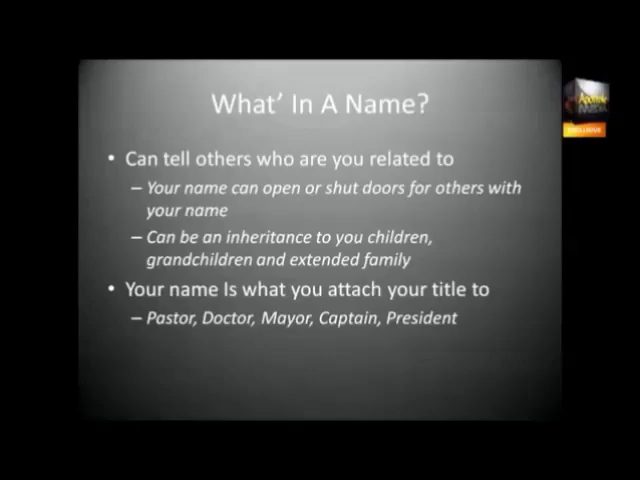 What' In A Name?
• Can tell others who are you related to
– Your name can open or shut doors for others with
your name
– Can be an inheritance to you children,
grandchildren and extended family
• Your name Is what you attach your title to
– Pastor, Doctor, Mayor, Captain, President
MEDIA
EXCLUSIVE